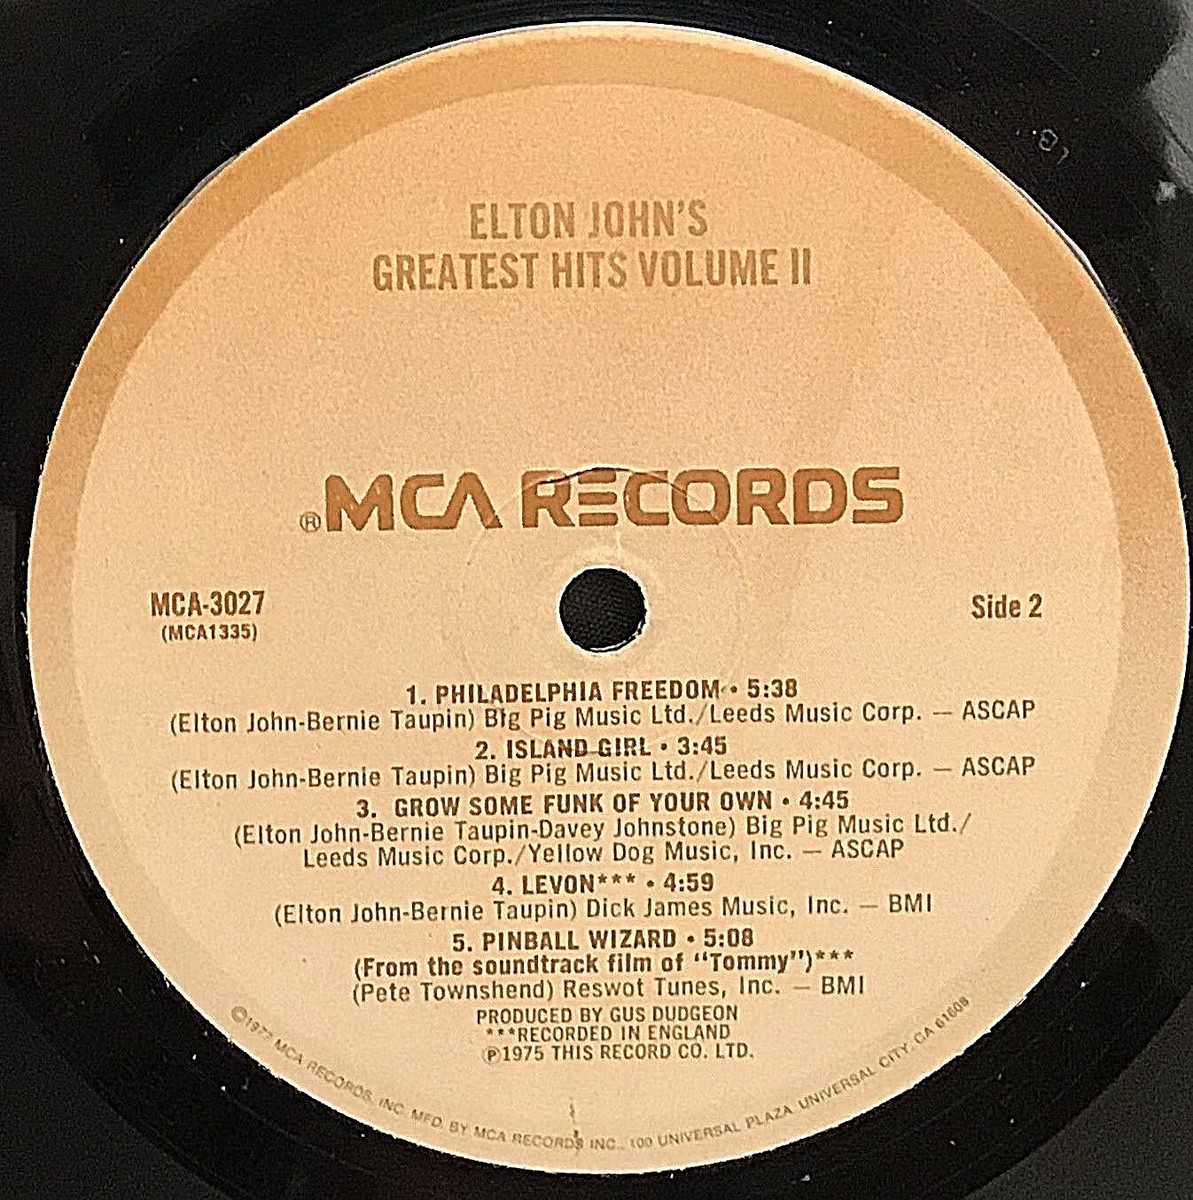 ELTON JOHN'S
GREATEST HITS VOLUME II
®MCA RECORDS
MCA-3027
(MCA1335)
Side 2
1. PHILADELPHIA FREEDOM • 5:38
(Elton John-Bernie Taupin) Big Pig Music Ltd./Leeds Music Corp. — ASCAP
2. ISLAND GIRL • 3:45
(Elton John-Bernie Taupin) Big Pig Music Ltd./Leeds Music Corp. — ASCAP
3. GROW SOME FUNK OF YOUR OWN • 4:45
(Elton John-Bernie Taupin-Davey Johnstone) Big Pig Music Ltd./
Leeds Music Corp./Yellow Dog Music, Inc. — ASCAP
4. LEVON*** • 4:59
(Elton John-Bernie Taupin) Dick James Music, Inc. — BMI
5. PINBALL WIZARD • 5:08
(From the soundtrack film of “Tommy”)***
(Pete Townshend) Reswot Tunes, Inc. — BMI
PRODUCED BY GUS DUDGEON
***RECORDED IN ENGLAND
℗1975 THIS RECORD CO. LTD.
©1977 MCA RECORDS, INC. MFD. BY MCA RECORDS INC., 100 UNIVERSAL PLAZA, UNIVERSAL CITY, CA 61608